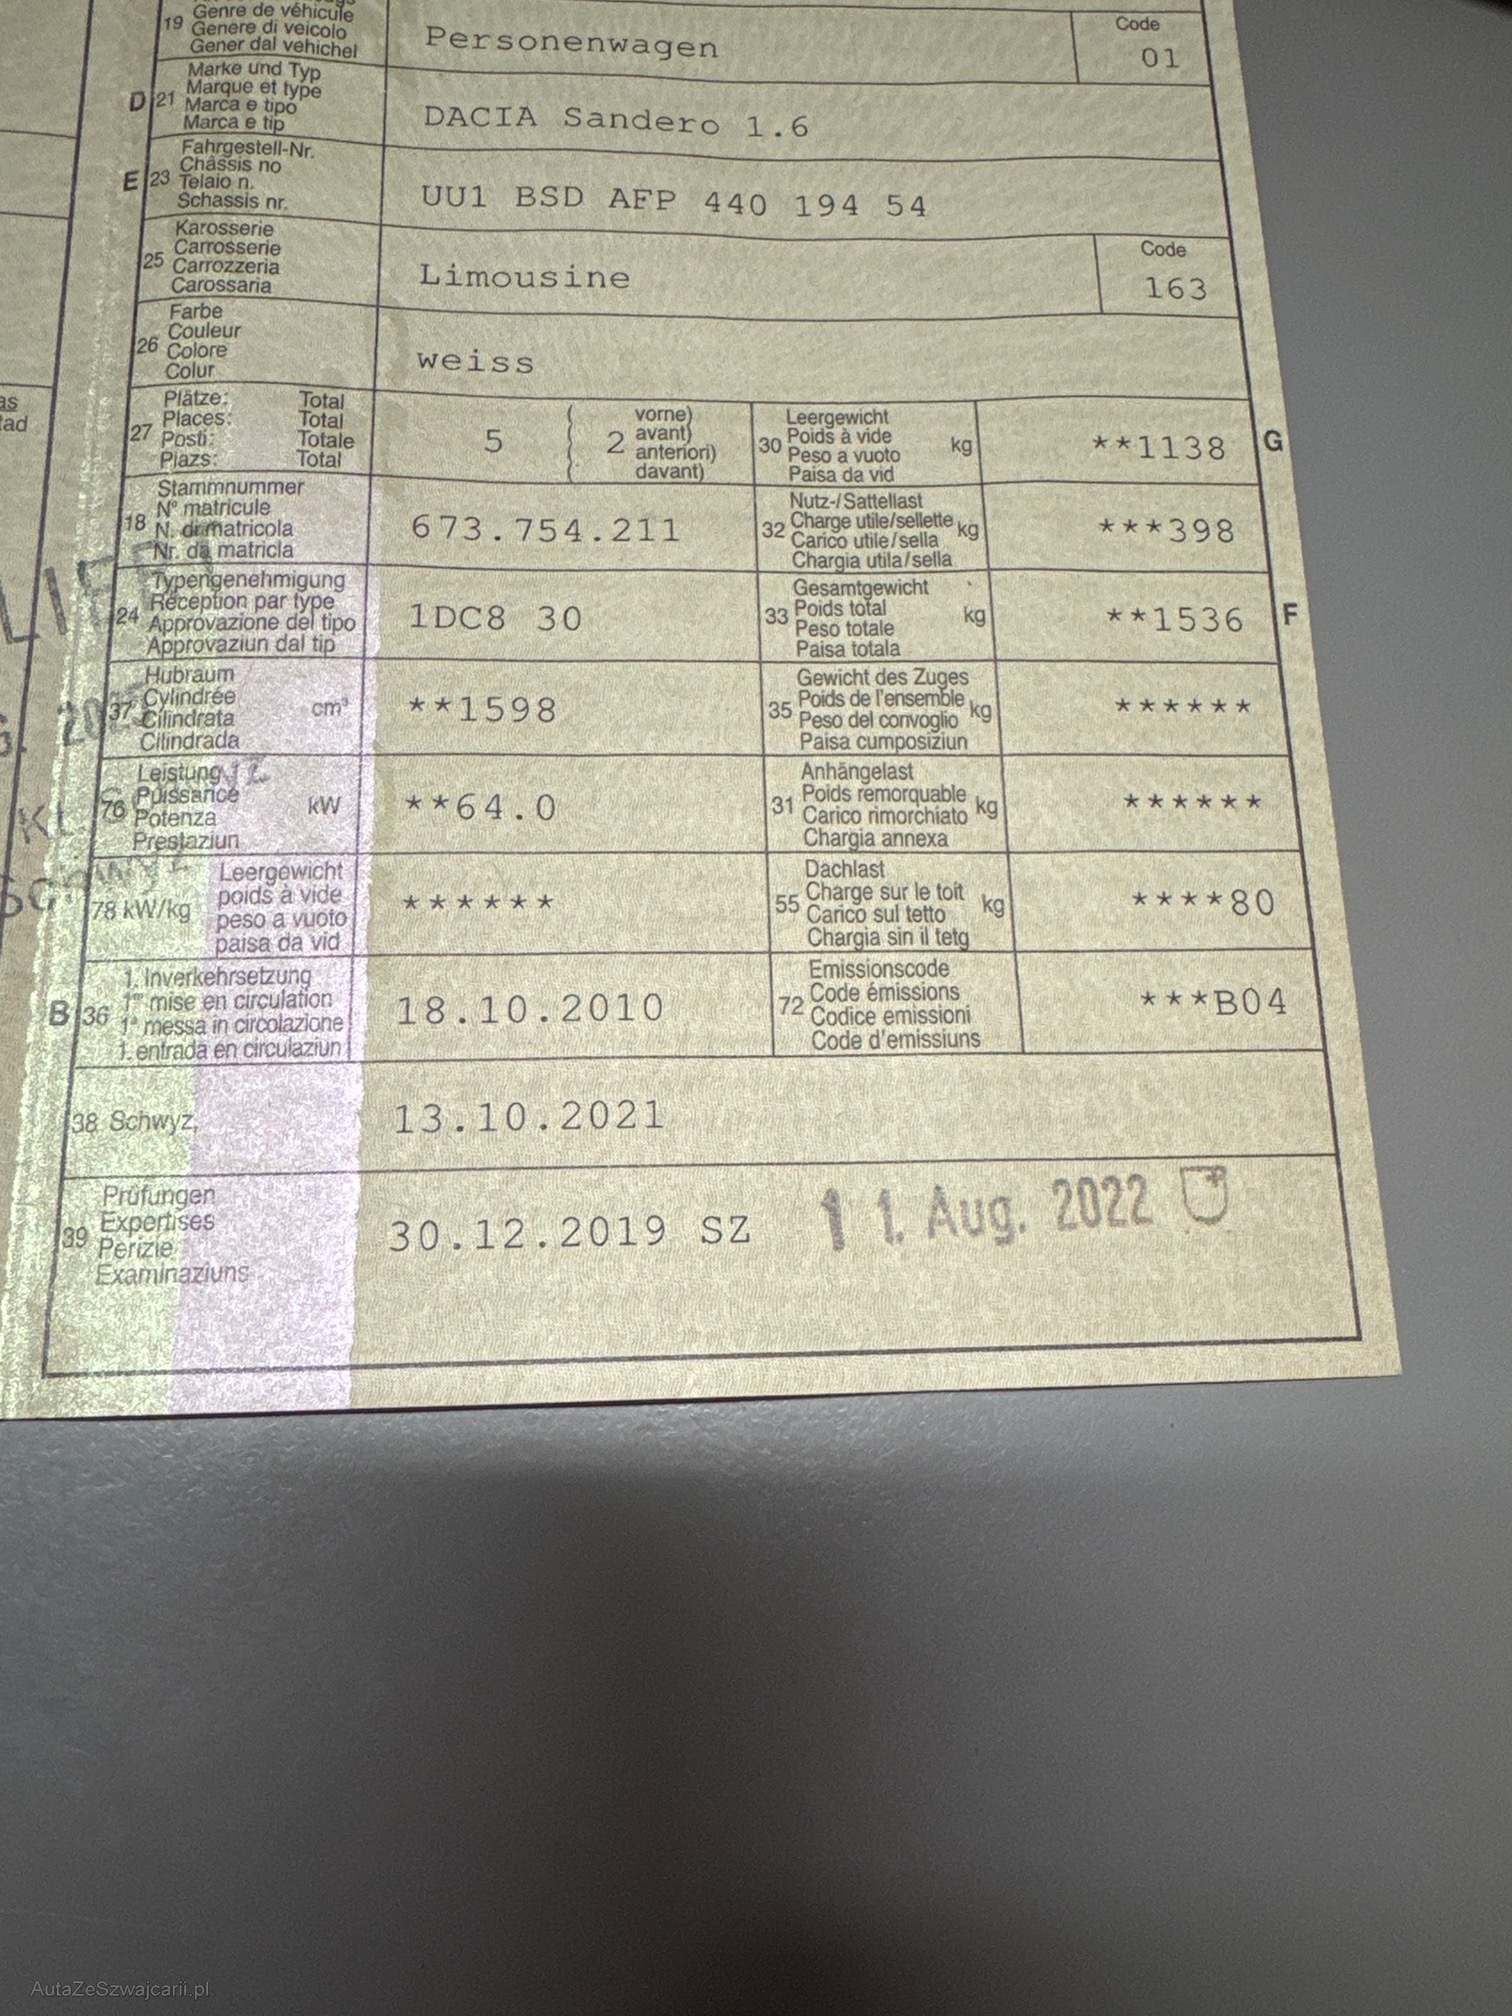 Genre de véhicule
19 Genere di veicolo
Gener dal vehichel
Personenwagen
Code
01
Marke und Typ
D 21 Marque et type
Marca e tipo
Marca e tip
DACIA Sandero 1.6
Fahrgestell-Nr.
Châssis no
E 23 Telaio n.
Schassis nr.
UU1 BSD AFP 440 194 54
Karosserie
Carrosserie
25 Carrozzeria
Carossaria
Limousine
Code
163
Farbe
Couleur
26 Colore
Colur
weiss
Plätze: Total
Places: Total
27 Posti: Totale
Plazs: Total
5
2
vorne)
avant)
anteriori)
davant)
Leergewicht
30 Poids à vide kg
Peso a vuoto
Paisa da vid
**1138 G
Stammnummer
N° matricule
18 N. di matricola
Nr. da matricla
673.754.211
Nutz-/Sattellast
32 Charge utile/sellette kg
Carico utile/sella
Chargia utila/sella
***398
Typengenehmigung
24 Réception par type
Approvazione del tipo
Approvaziun dal tip
1DC8 30
Gesamtgewicht
33 Poids total kg
Peso totale
Paisa totala
**1536 F
Hubraum
37 Cylindrée cm³
Cilindrata
Cilindrada
**1598
Gewicht des Zuges
35 Poids de l'ensemble kg
Peso del convoglio
Paisa cumposiziun
******
Leistung
76 Puissance kW
Potenza
Prestaziun
**64.0
Anhängelast
31 Poids remorquable kg
Carico rimorchiato
Chargia annexa
******
Leergewicht
78 kW/kg poids à vide
peso a vuoto
paisa da vid
******
Dachlast
55 Charge sur le toit kg
Carico sul tetto
Chargia sin il tetg
****80
1. Inverkehrsetzung
B 36 1re mise en circulation
1a messa in circolazione
1. entrada en circulaziun
18.10.2010
Emissionscode
72 Code émissions
Codice emissioni
Code d'emissiuns
***B04
38 Schwyz,
13.10.2021
Prüfungen
39 Expertises
Perizie
Examinaziuns
30.12.2019 SZ
11. Aug. 2022
AutaZeSzwajcarii.pl